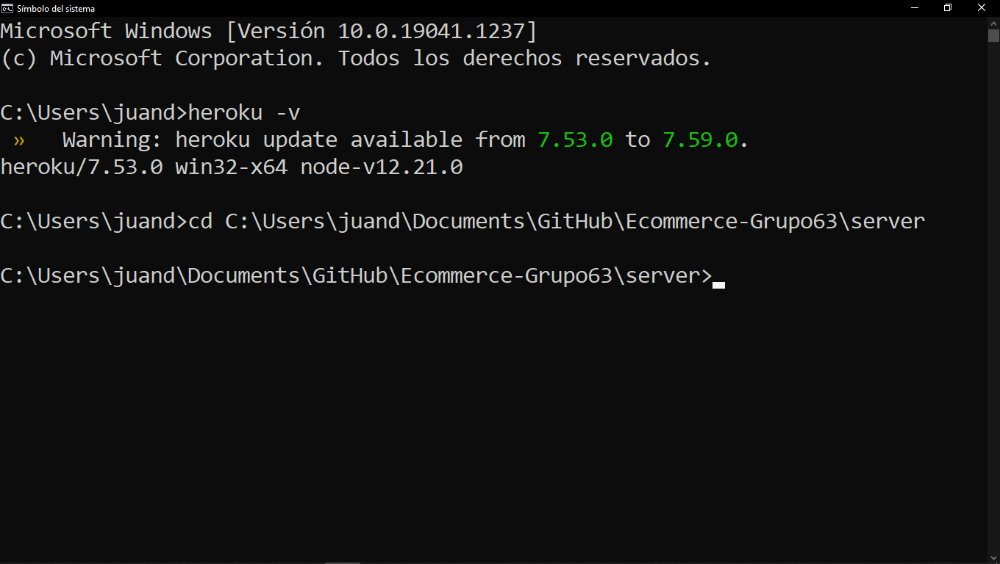 Símbolo del sistema
Microsoft Windows [Versión 10.0.19041.1237]
(c) Microsoft Corporation. Todos los derechos reservados.
C:\Users\juand>heroku -v
»   Warning: heroku update available from 7.53.0 to 7.59.0.
heroku/7.53.0 win32-x64 node-v12.21.0
C:\Users\juand>cd C:\Users\juand\Documents\GitHub\Ecommerce-Grupo63\server
C:\Users\juand\Documents\GitHub\Ecommerce-Grupo63\server>